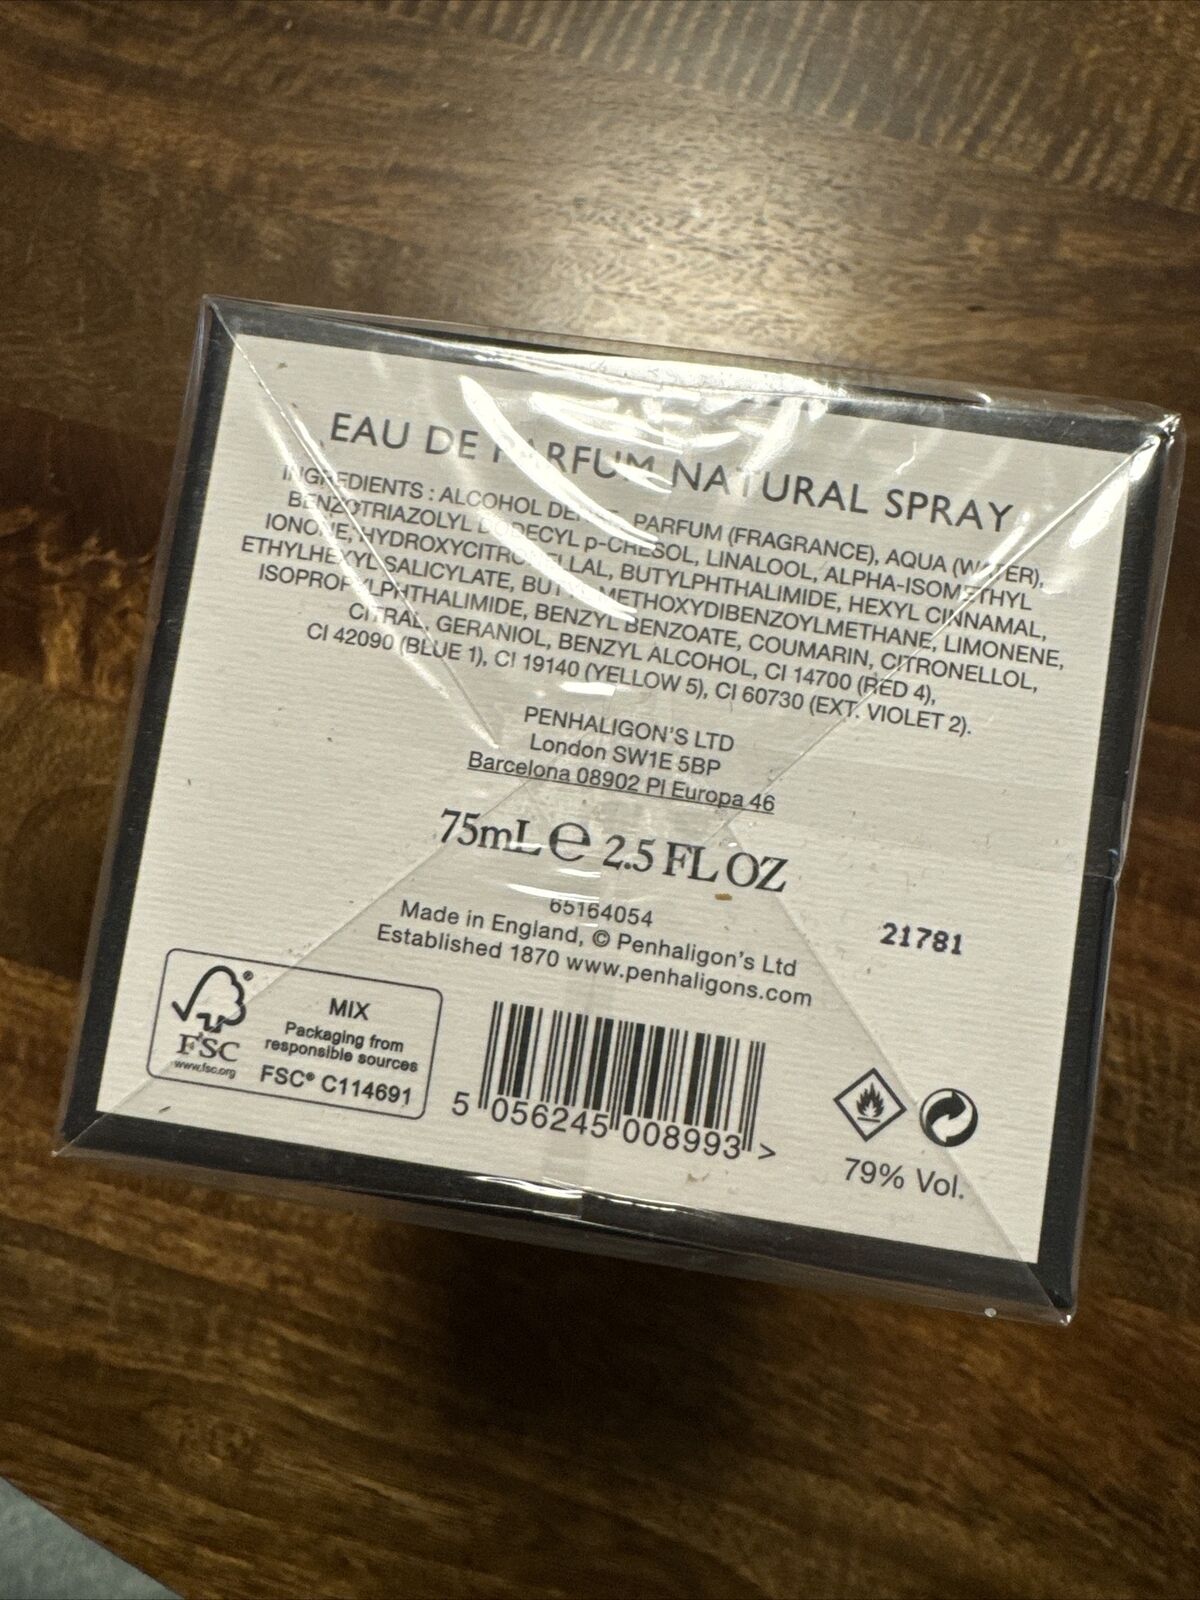 EAU DE PARFUM NATURAL SPRAY
INGREDIENTS : ALCOHOL DENAT., PARFUM (FRAGRANCE), AQUA (WATER),
BENZOTRIAZOLYL DODECYL p-CRESOL, LINALOOL, ALPHA-ISOMETHYL
IONONE, HYDROXYCITRONELLAL, BUTYLPHTHALIMIDE, HEXYL CINNAMAL,
ETHYLHEXYL SALICYLATE, BUTYL METHOXYDIBENZOYLMETHANE, LIMONENE,
ISOPROPYLPHTHALIMIDE, BENZYL BENZOATE, COUMARIN, CITRONELLOL,
CITRAL, GERANIOL, BENZYL ALCOHOL, CI 14700 (RED 4),
CI 42090 (BLUE 1), CI 19140 (YELLOW 5), CI 60730 (EXT. VIOLET 2).
PENHALIGON'S LTD
London SW1E 5BP
Barcelona 08902 Pl Europa 46
75mL e 2.5 FL OZ
65164054
Made in England, © Penhaligon's Ltd
Established 1870 www.penhaligons.com
21781
FSC®
www.fsc.org
MIX
Packaging from
responsible sources
FSC® C114691
5 056245 008993 >
79% Vol.